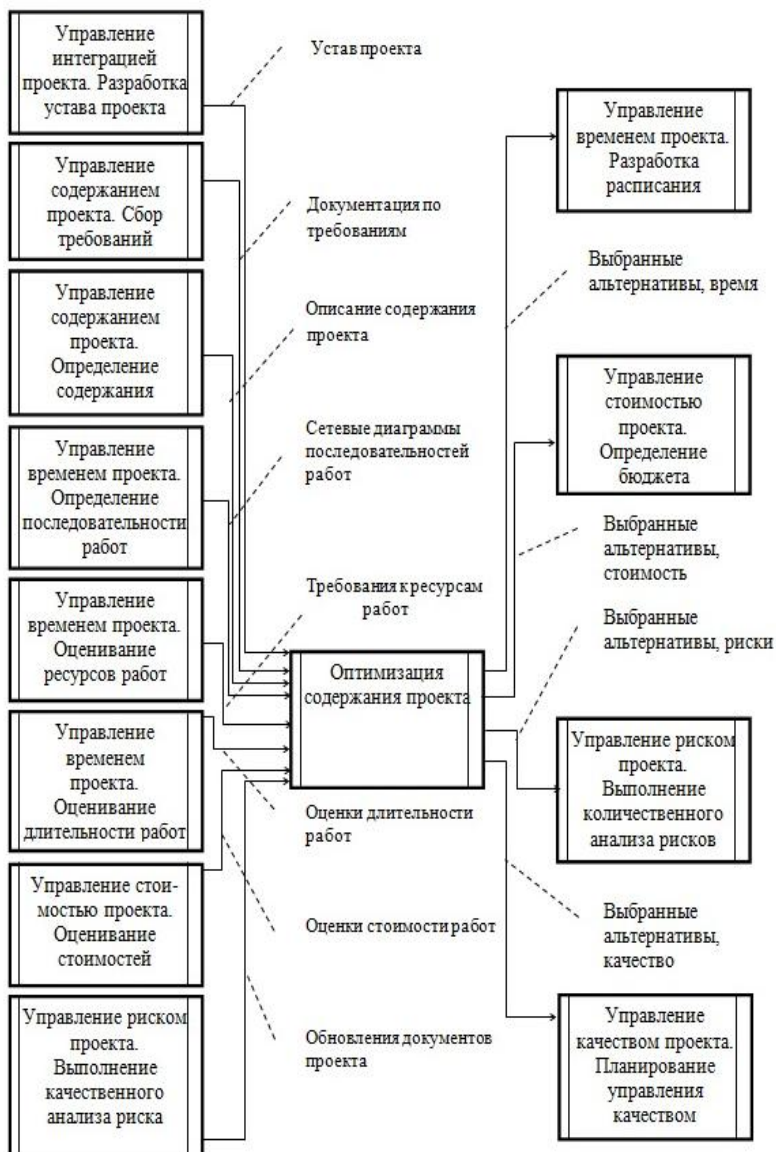 Управление
интеграцией
проекта. Разработка
устава проекта
Управление
содержанием
проекта. Сбор
требований
Управление
содержанием
проекта.
Определение
содержания
Управление
временем проекта.
Определение
последовательности
работ
Управление
временем проекта.
Оценивание
ресурсов работ
Управление
временем
проекта.
Оценивание
длительности работ
Управление стои-
мостью проекта.
Оценивание
стоимостей
Управление риском
проекта.
Выполнение
качественного
анализа риска
Устав проекта
Документация по
требованиям
Описание содержания
проекта
Сетевые диаграммы
последовательностей
работ
Требования к ресурсам
работ
Оптимизация
содержания проекта
Оценки длительности
работ
Оценки стоимости работ
Обновления документов
проекта
Управление
временем проекта.
Разработка
расписания
Выбранные
альтернативы, время
Управление
стоимостью
проекта.
Определение
бюджета
Выбранные
альтернативы,
стоимость
Выбранные
альтернативы, риски
Управление риском
проекта.
Выполнение
количественного
анализа рисков
Выбранные
альтернативы,
качество
Управление
качеством проекта.
Планирование
управления
качеством